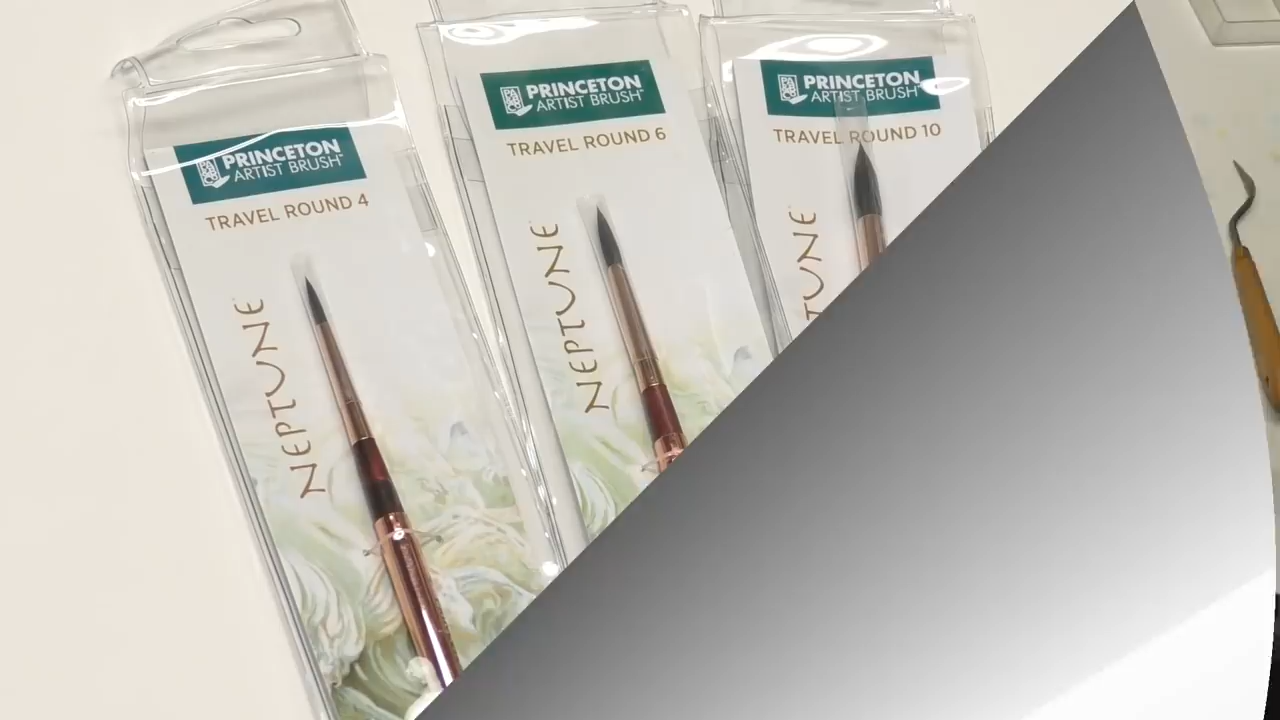 PRINCETON
ARTIST BRUSH
TRAVEL ROUND 4
NEPTUNE
PRINCETON
ARTIST BRUSH
TRAVEL ROUND 6
NEPTUNE
PRINCETON
ARTIST BRUSH
TRAVEL ROUND 10